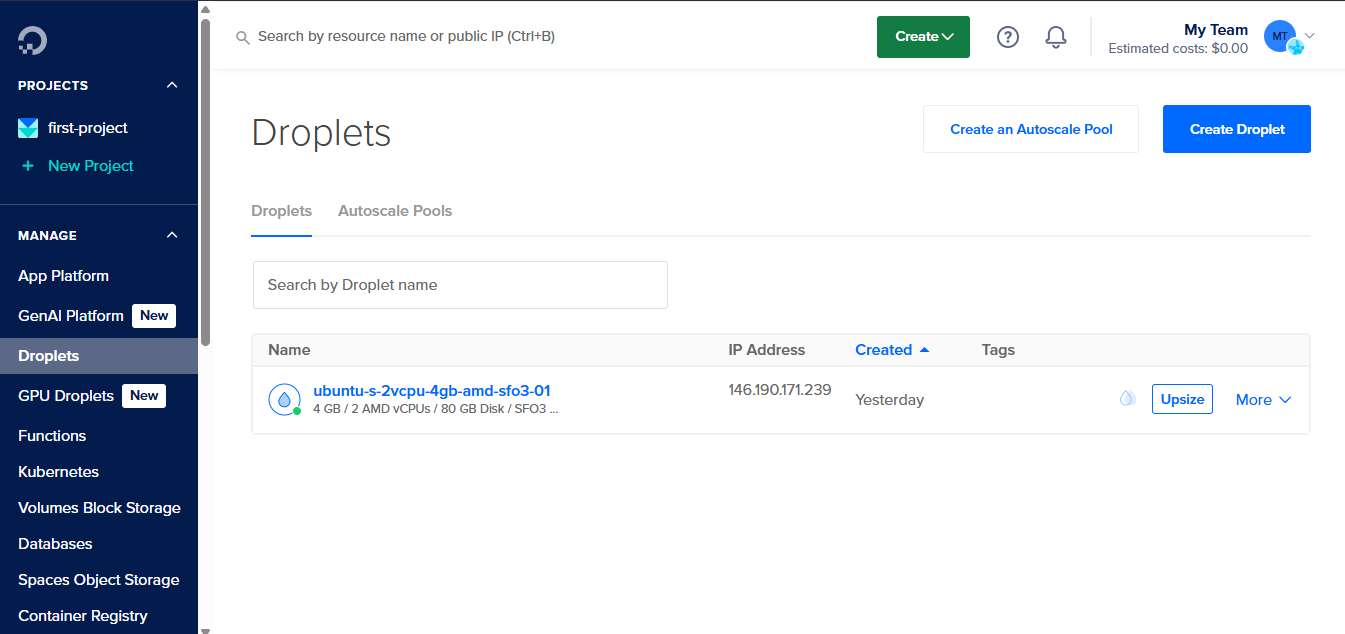 PROJECTS
first-project
+ New Project
MANAGE
App Platform
GenAI Platform New
Droplets
GPU Droplets New
Functions
Kubernetes
Volumes Block Storage
Databases
Spaces Object Storage
Container Registry
Search by resource name or public IP (Ctrl+B)
Create
?
My Team
Estimated costs: $0.00
MT
Droplets
Create an Autoscale Pool
Create Droplet
Droplets Autoscale Pools
Search by Droplet name
Name IP Address Created Tags
ubuntu-s-2vcpu-4gb-amd-sfo3-01
4 GB / 2 AMD vCPUs / 80 GB Disk / SFO3 ...
146.190.171.239
Yesterday
Upsize
More